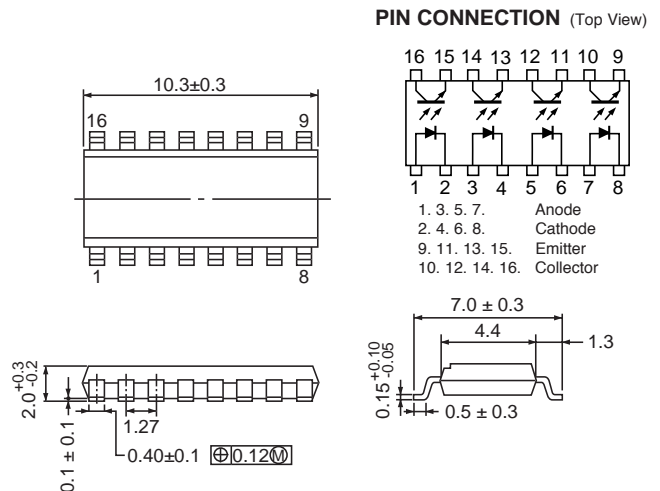 PIN CONNECTION (Top View)
16 15 14 13 12 11 10 9
1 2 3 4 5 6 7 8
1. 3. 5. 7. Anode
2. 4. 6. 8. Cathode
9. 11. 13. 15. Emitter
10. 12. 14. 16. Collector
10.3±0.3
16 9
1 8
2.0 +0.3 -0.2
0.1 ± 0.1
1.27
0.40±0.1 ⌖ 0.12Ⓜ
7.0 ± 0.3
4.4
1.3
0.15 +0.10 -0.05
0.5 ± 0.3